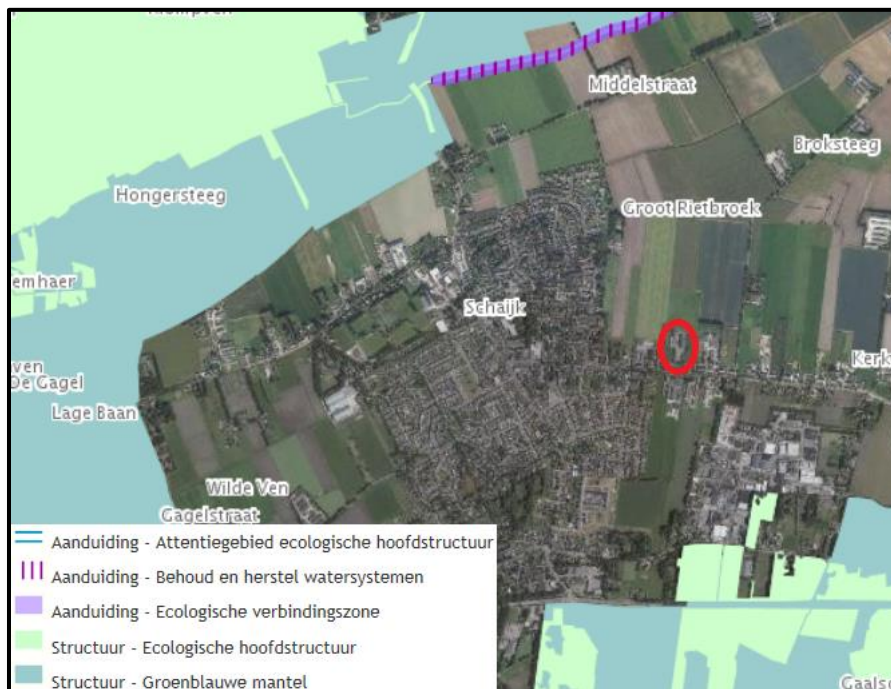 Middelstraat
Broksteeg
Hongersteeg
Groot Rietbroek
emhaer
Schaijk
ven
De Gagel
Kerk
Lage Baan
Wilde Ven
Gagelstraat
Aanduiding - Attentiegebied ecologische hoofdstructuur
Aanduiding - Behoud en herstel watersystemen
Aanduiding - Ecologische verbindingszone
Structuur - Ecologische hoofdstructuur
Structuur - Groenblauwe mantel